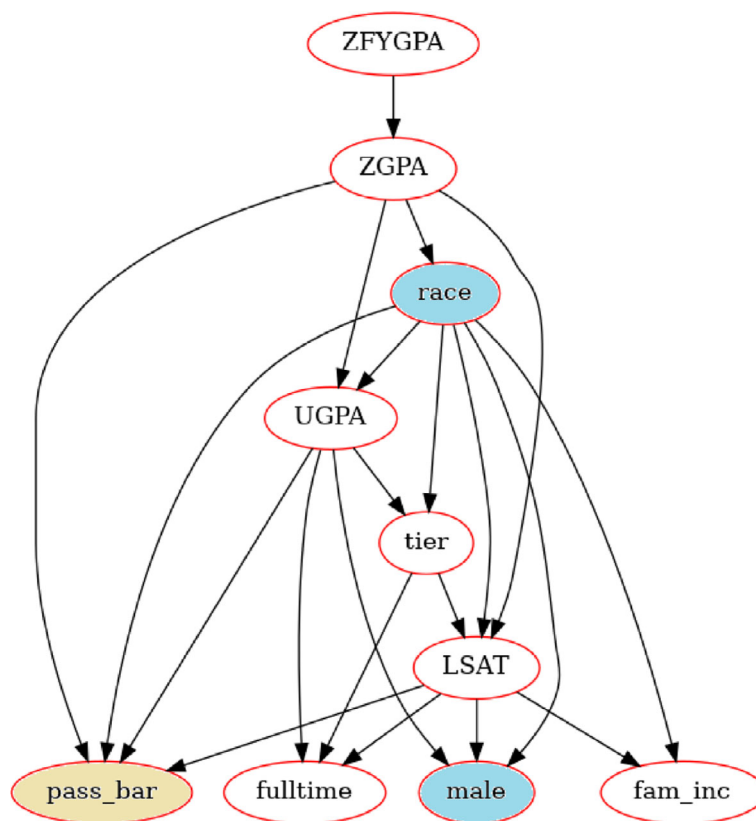 ZFYGPA
ZGPA
race
UGPA
tier
LSAT
pass_bar
fulltime
male
fam_inc